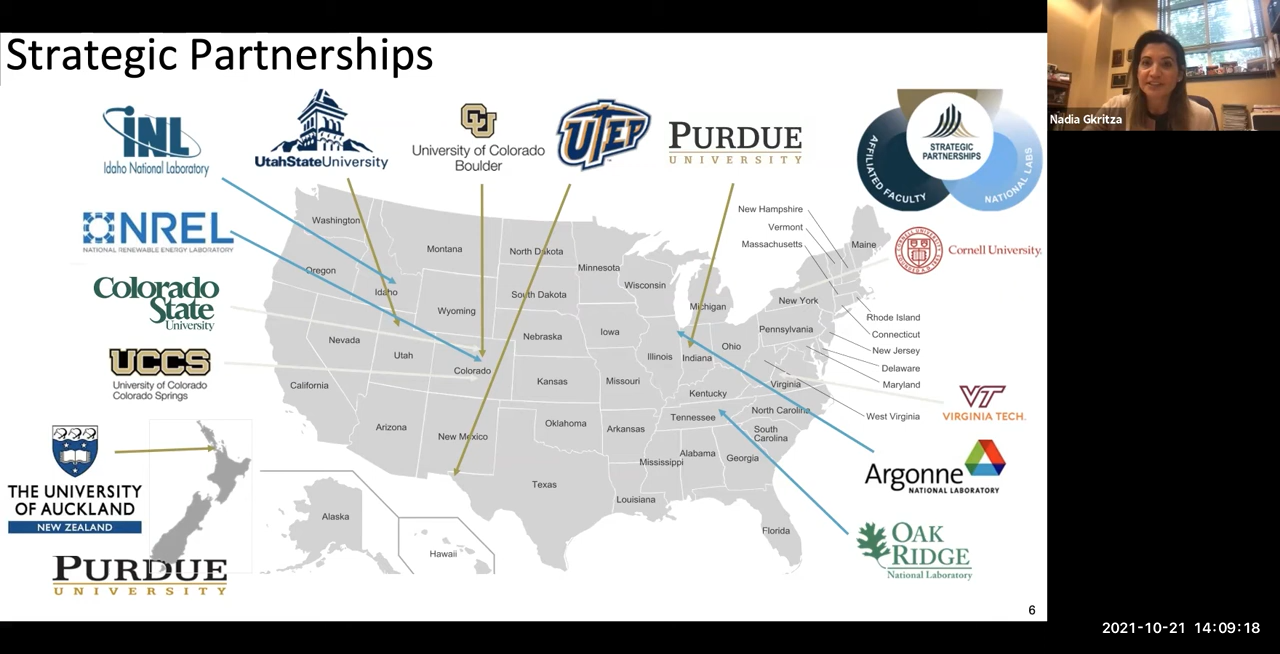 Strategic Partnerships
INL
Idaho National Laboratory
UtahStateUniversity
CU
University of Colorado
Boulder
UTEP
PURDUE
UNIVERSITY
STRATEGIC
PARTNERSHIPS
AFFILIATED FACULTY
NATIONAL LABS
Nadia Gkritza
NREL
NATIONAL RENEWABLE ENERGY LABORATORY
Colorado
State
University
UCCS
University of Colorado
Colorado Springs
THE UNIVERSITY
OF AUCKLAND
NEW ZEALAND
PURDUE
UNIVERSITY
Washington
Oregon
California
Nevada
Idaho
Montana
Wyoming
Utah
Arizona
Colorado
New Mexico
North Dakota
South Dakota
Nebraska
Kansas
Oklahoma
Texas
Minnesota
Iowa
Missouri
Arkansas
Louisiana
Wisconsin
Illinois
Michigan
Indiana
Ohio
Kentucky
Tennessee
Mississippi
Alabama
Georgia
Florida
South
Carolina
North Carolina
Virginia
West Virginia
Pennsylvania
New York
New Hampshire
Vermont
Massachusetts
Maine
Rhode Island
Connecticut
New Jersey
Delaware
Maryland
Alaska
Hawaii
Cornell University.
VT
VIRGINIA TECH.
Argonne
NATIONAL LABORATORY
OAK
RIDGE
National Laboratory
6
2021-10-21 14:09:18